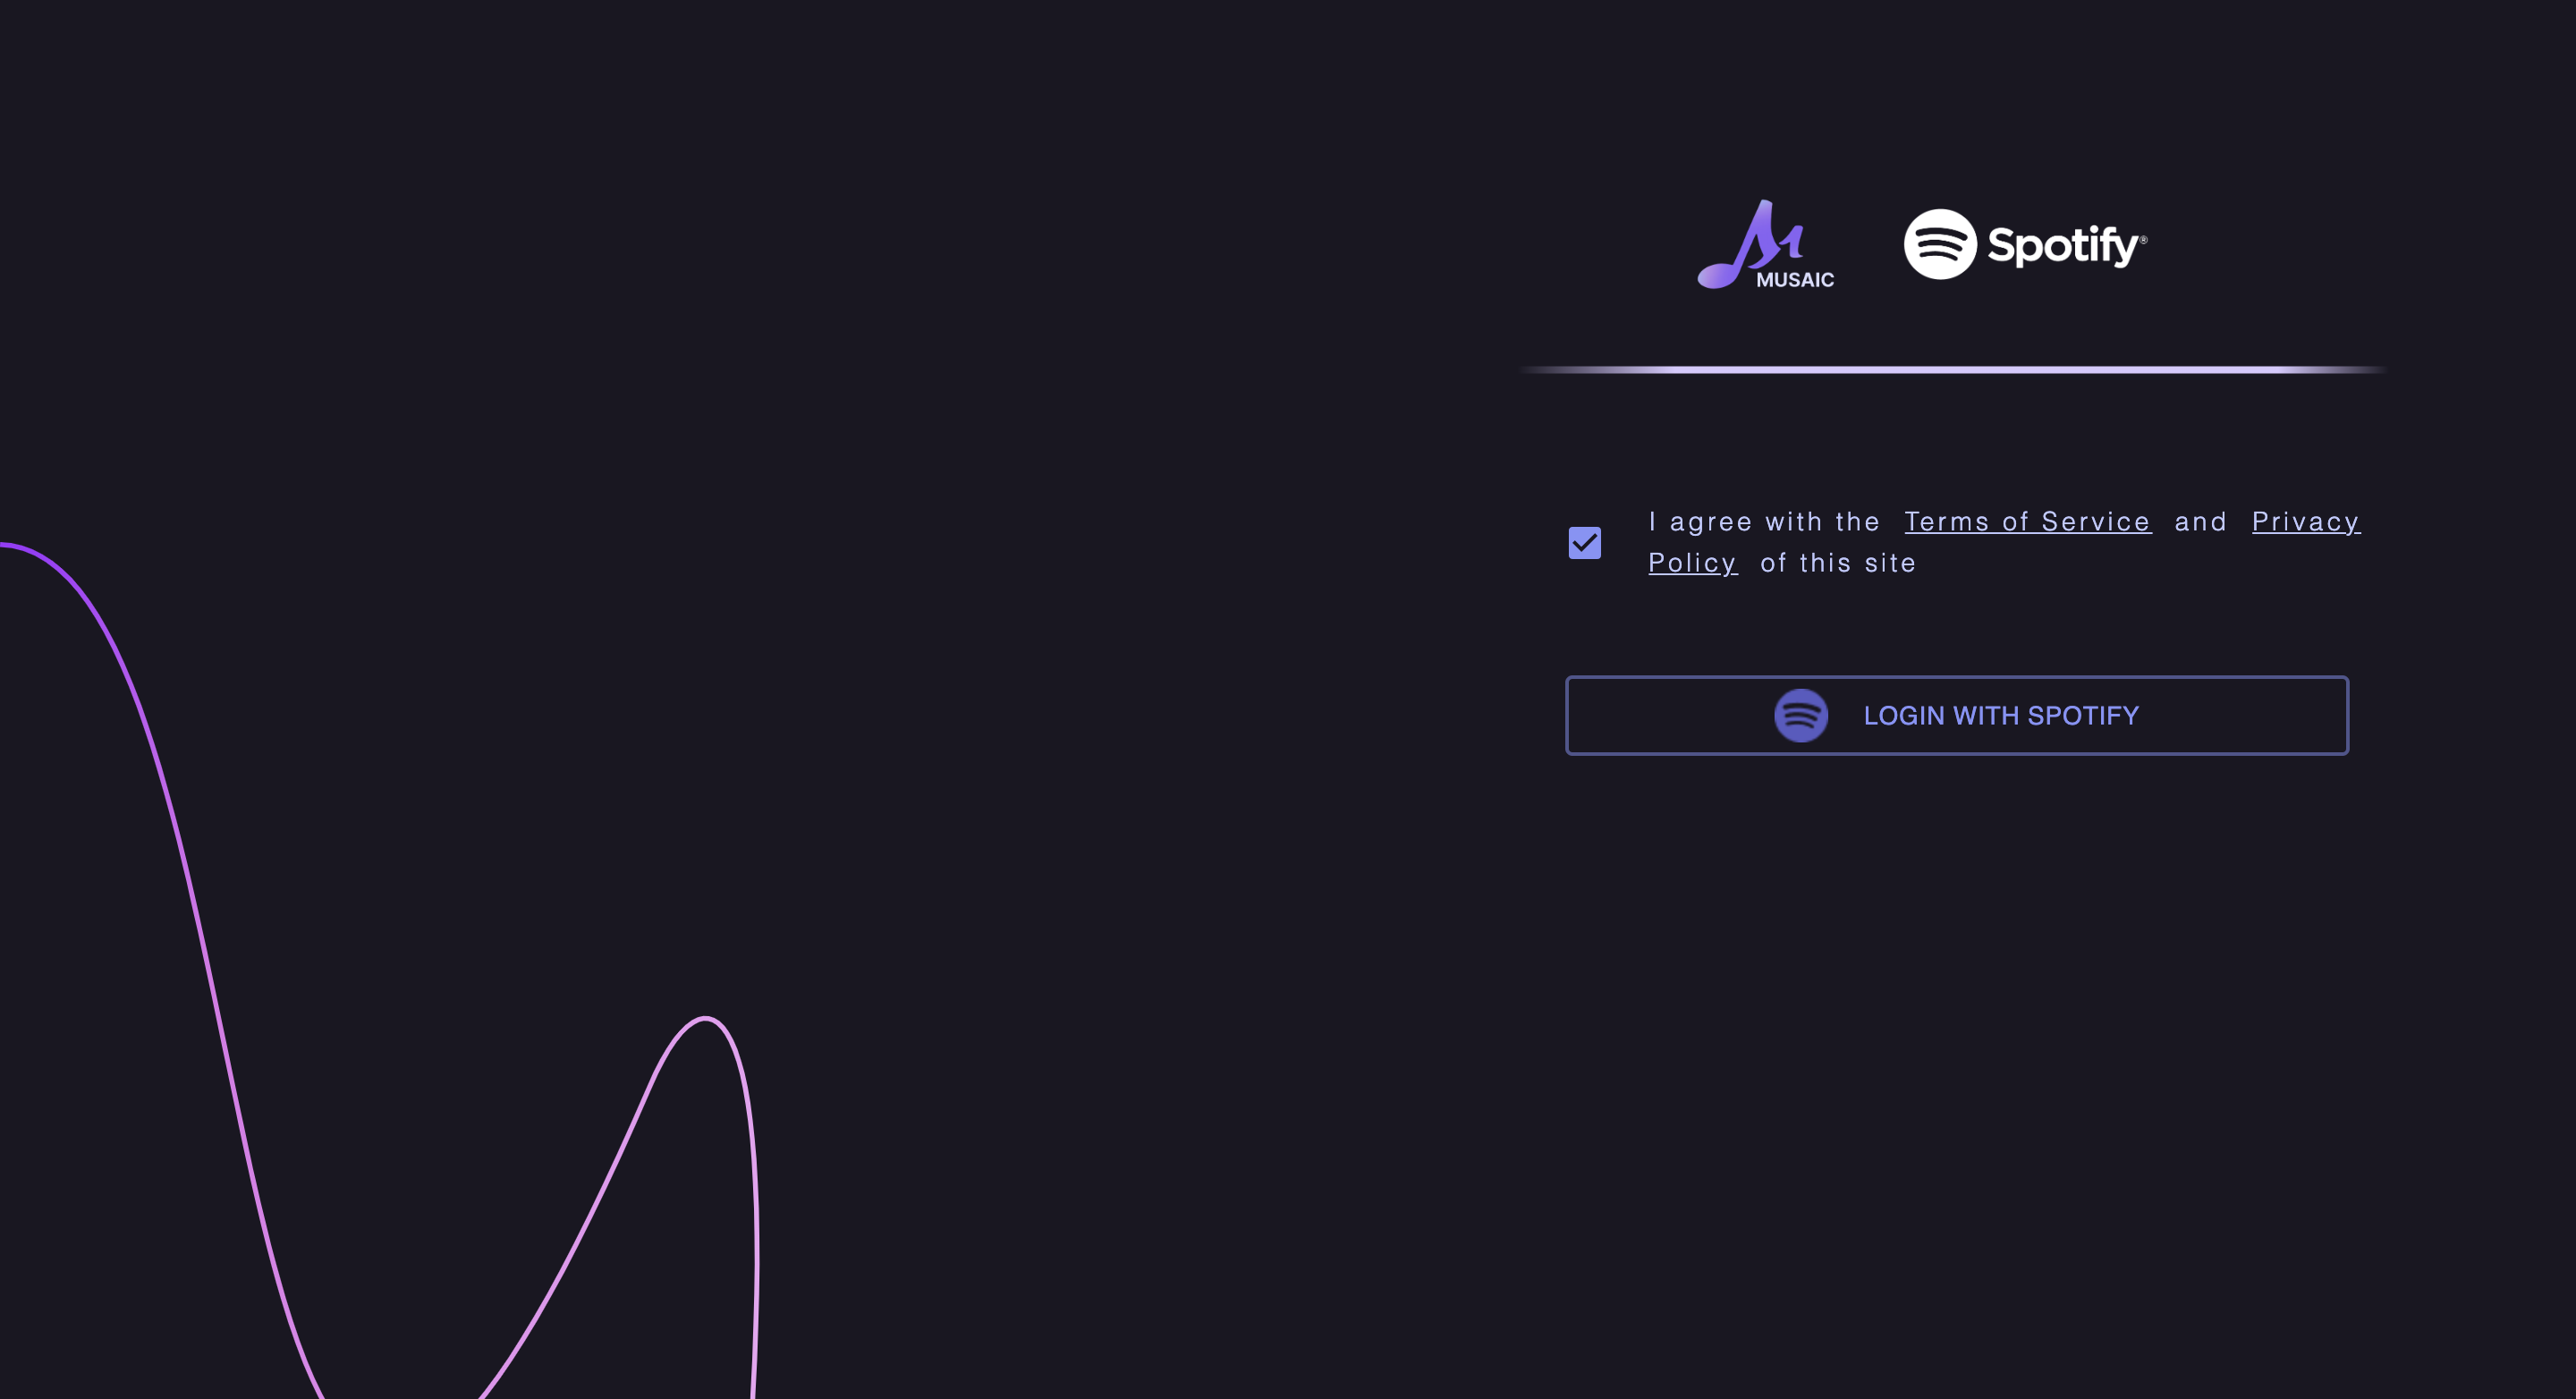 MUSAIC
Spotify®
I agree with the Terms of Service and Privacy
Policy of this site
LOGIN WITH SPOTIFY